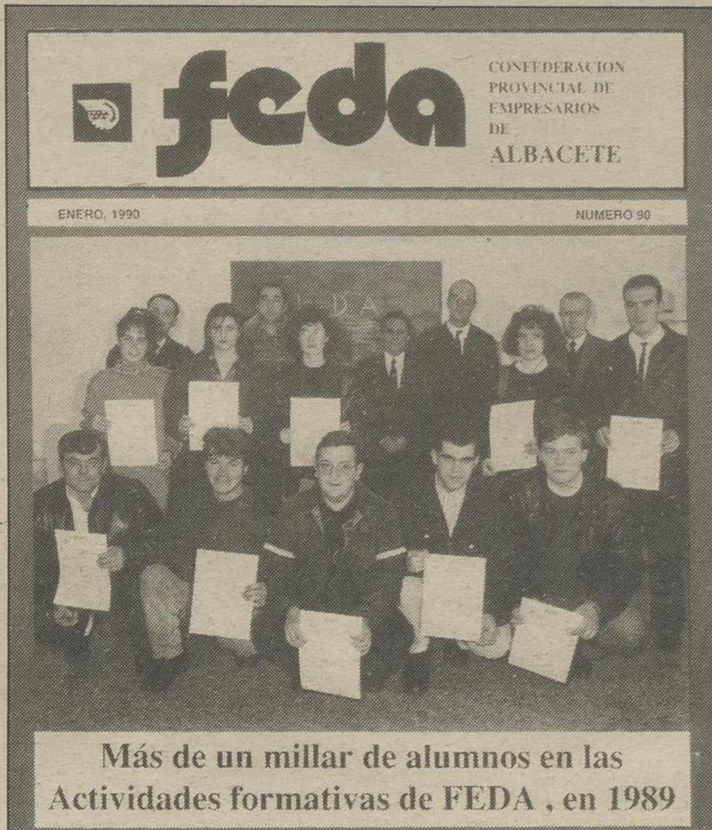 feda
CONFEDERACION
PROVINCIAL DE
EMPRESARIOS
DE
ALBACETE
ENERO, 1990
NUMERO 90
Más de un millar de alumnos en las
Actividades formativas de FEDA , en 1989